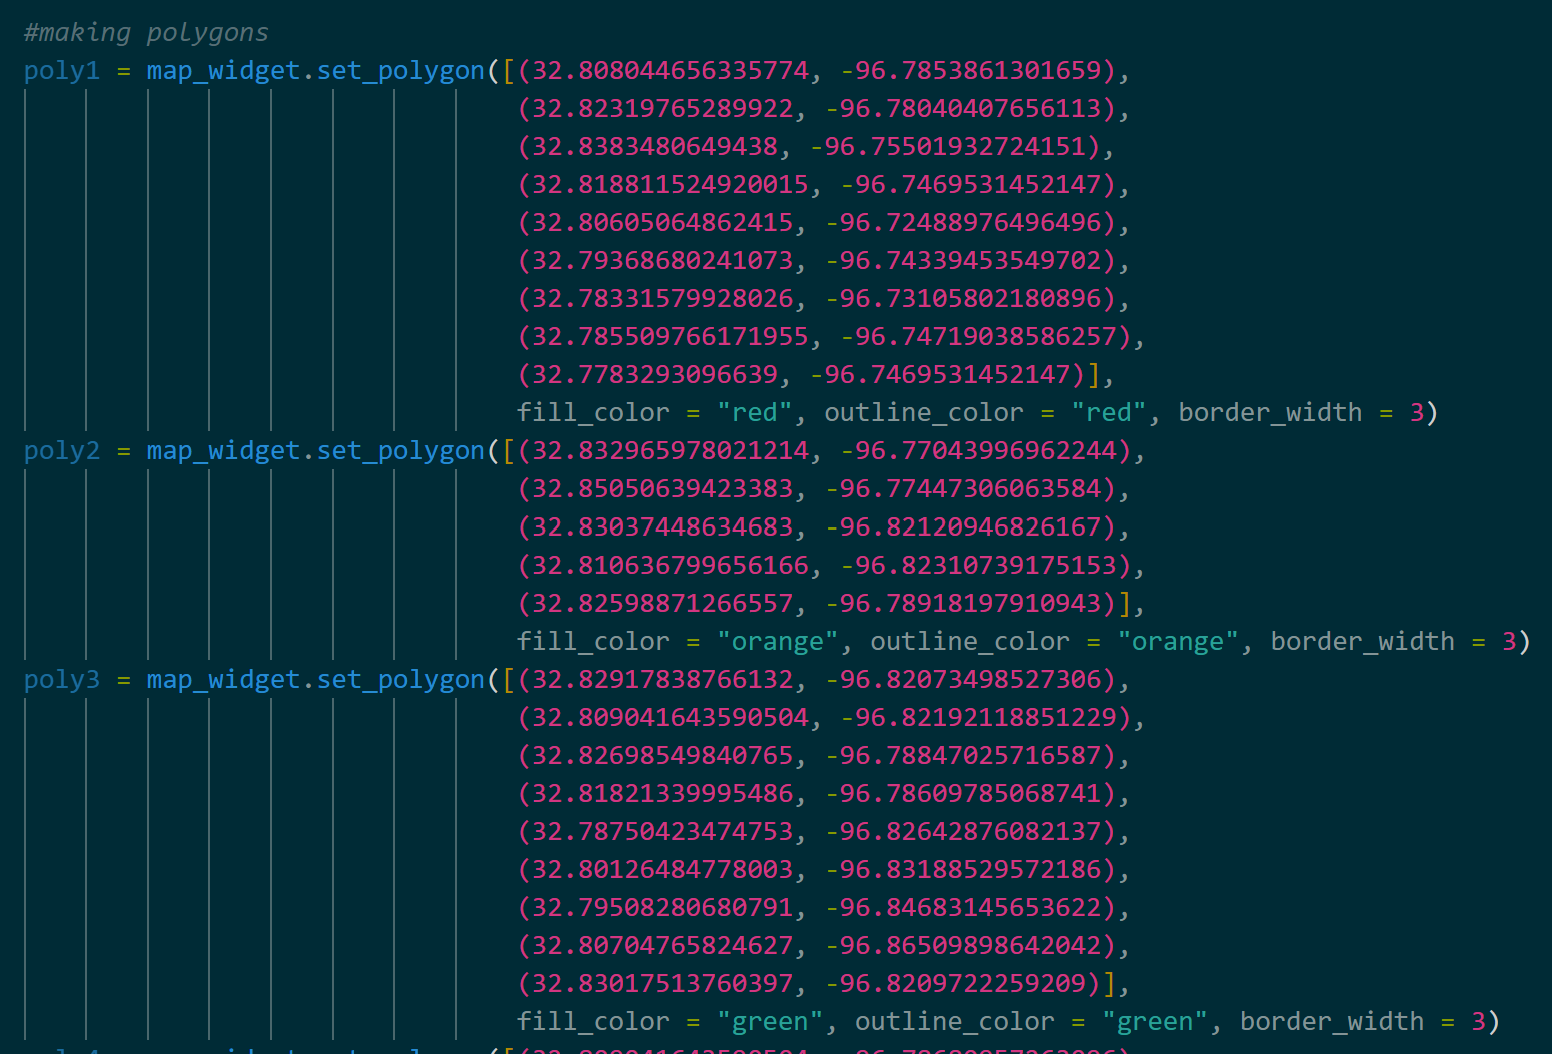 #making polygons
poly1 = map_widget.set_polygon([(32.808044656335774, -96.7853861301659),
(32.82319765289922, -96.78040407656113),
(32.8383480649438, -96.75501932724151),
(32.818811524920015, -96.7469531452147),
(32.80605064862415, -96.72488976496496),
(32.79368680241073, -96.74339453549702),
(32.78331579928026, -96.73105802180896),
(32.785509766171955, -96.74719038586257),
(32.7783293096639, -96.7469531452147)],
fill_color = "red", outline_color = "red", border_width = 3)
poly2 = map_widget.set_polygon([(32.832965978021214, -96.77043996962244),
(32.85050639423383, -96.77447306063584),
(32.83037448634683, -96.82120946826167),
(32.810636799656166, -96.82310739175153),
(32.82598871266557, -96.78918197910943)],
fill_color = "orange", outline_color = "orange", border_width = 3)
poly3 = map_widget.set_polygon([(32.82917838766132, -96.82073498527306),
(32.809041643590504, -96.82192118851229),
(32.82698549840765, -96.78847025716587),
(32.81821339995486, -96.78609785068741),
(32.78750423474753, -96.82642876082137),
(32.80126484778003, -96.83188529572186),
(32.79508280680791, -96.84683145653622),
(32.80704765824627, -96.86509898642042),
(32.83017513760397, -96.8209722259209)],
fill_color = "green", outline_color = "green", border_width = 3)